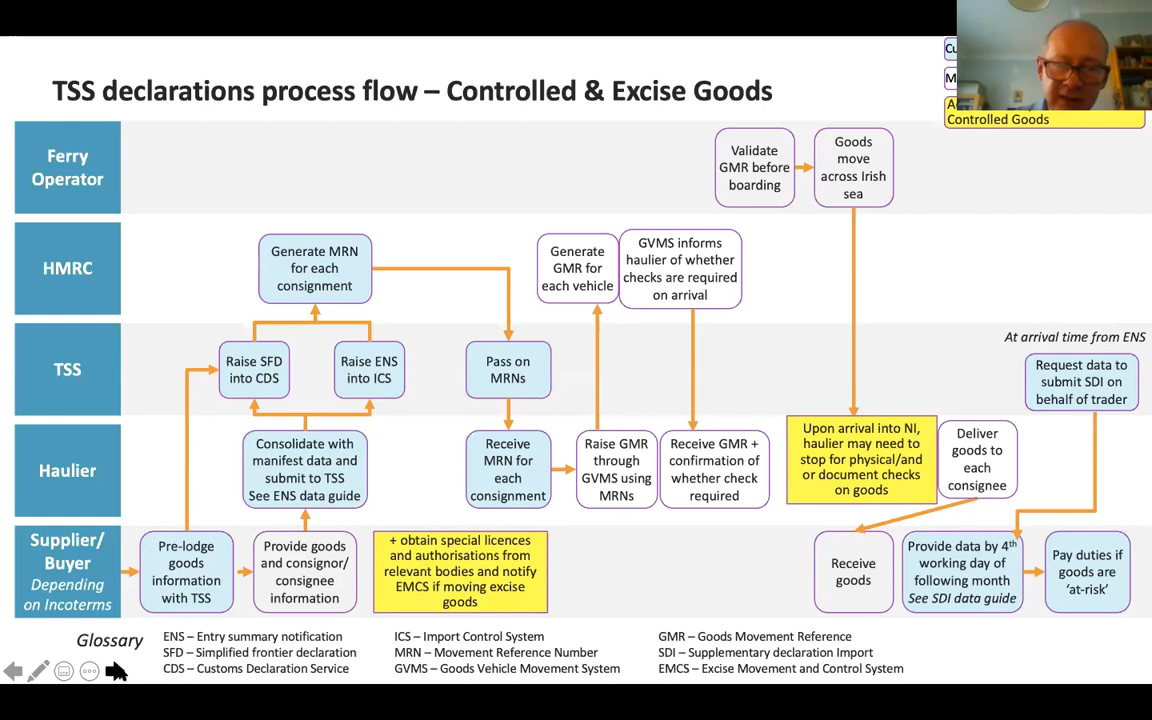 TSS declarations process flow – Controlled & Excise Goods
Cu
M
A
Controlled Goods
Ferry
Operator
Validate
GMR before
boarding
Goods
move
across Irish
sea
HMRC
Generate MRN
for each
consignment
Generate
GMR for
each vehicle
GVMS informs
haulier of whether
checks are required
on arrival
TSS
Raise SFD
into CDS
Raise ENS
into ICS
Pass on
MRNs
At arrival time from ENS
Request data to
submit SDI on
behalf of trader
Haulier
Consolidate with
manifest data and
submit to TSS
See ENS data guide
Receive
MRN for
each
consignment
Raise GMR
through
GVMS using
MRNs
Receive GMR +
confirmation of
whether check
required
Upon arrival into NI,
haulier may need to
stop for physical/and
or document checks
on goods
Deliver
goods to
each
consignee
Supplier/
Buyer
Depending
on Incoterms
Pre-lodge
goods
information
with TSS
Provide goods
and consignor/
consignee
information
+ obtain special licences
and authorisations from
relevant bodies and notify
EMCS if moving excise
goods
Receive
goods
Provide data by 4th
working day of
following month
See SDI data guide
Pay duties if
goods are
‘at-risk’
Glossary
ENS – Entry summary notification
SFD – Simplified frontier declaration
CDS – Customs Declaration Service
ICS – Import Control System
MRN – Movement Reference Number
GVMS – Goods Vehicle Movement System
GMR – Goods Movement Reference
SDI – Supplementary declaration Import
EMCS – Excise Movement and Control System